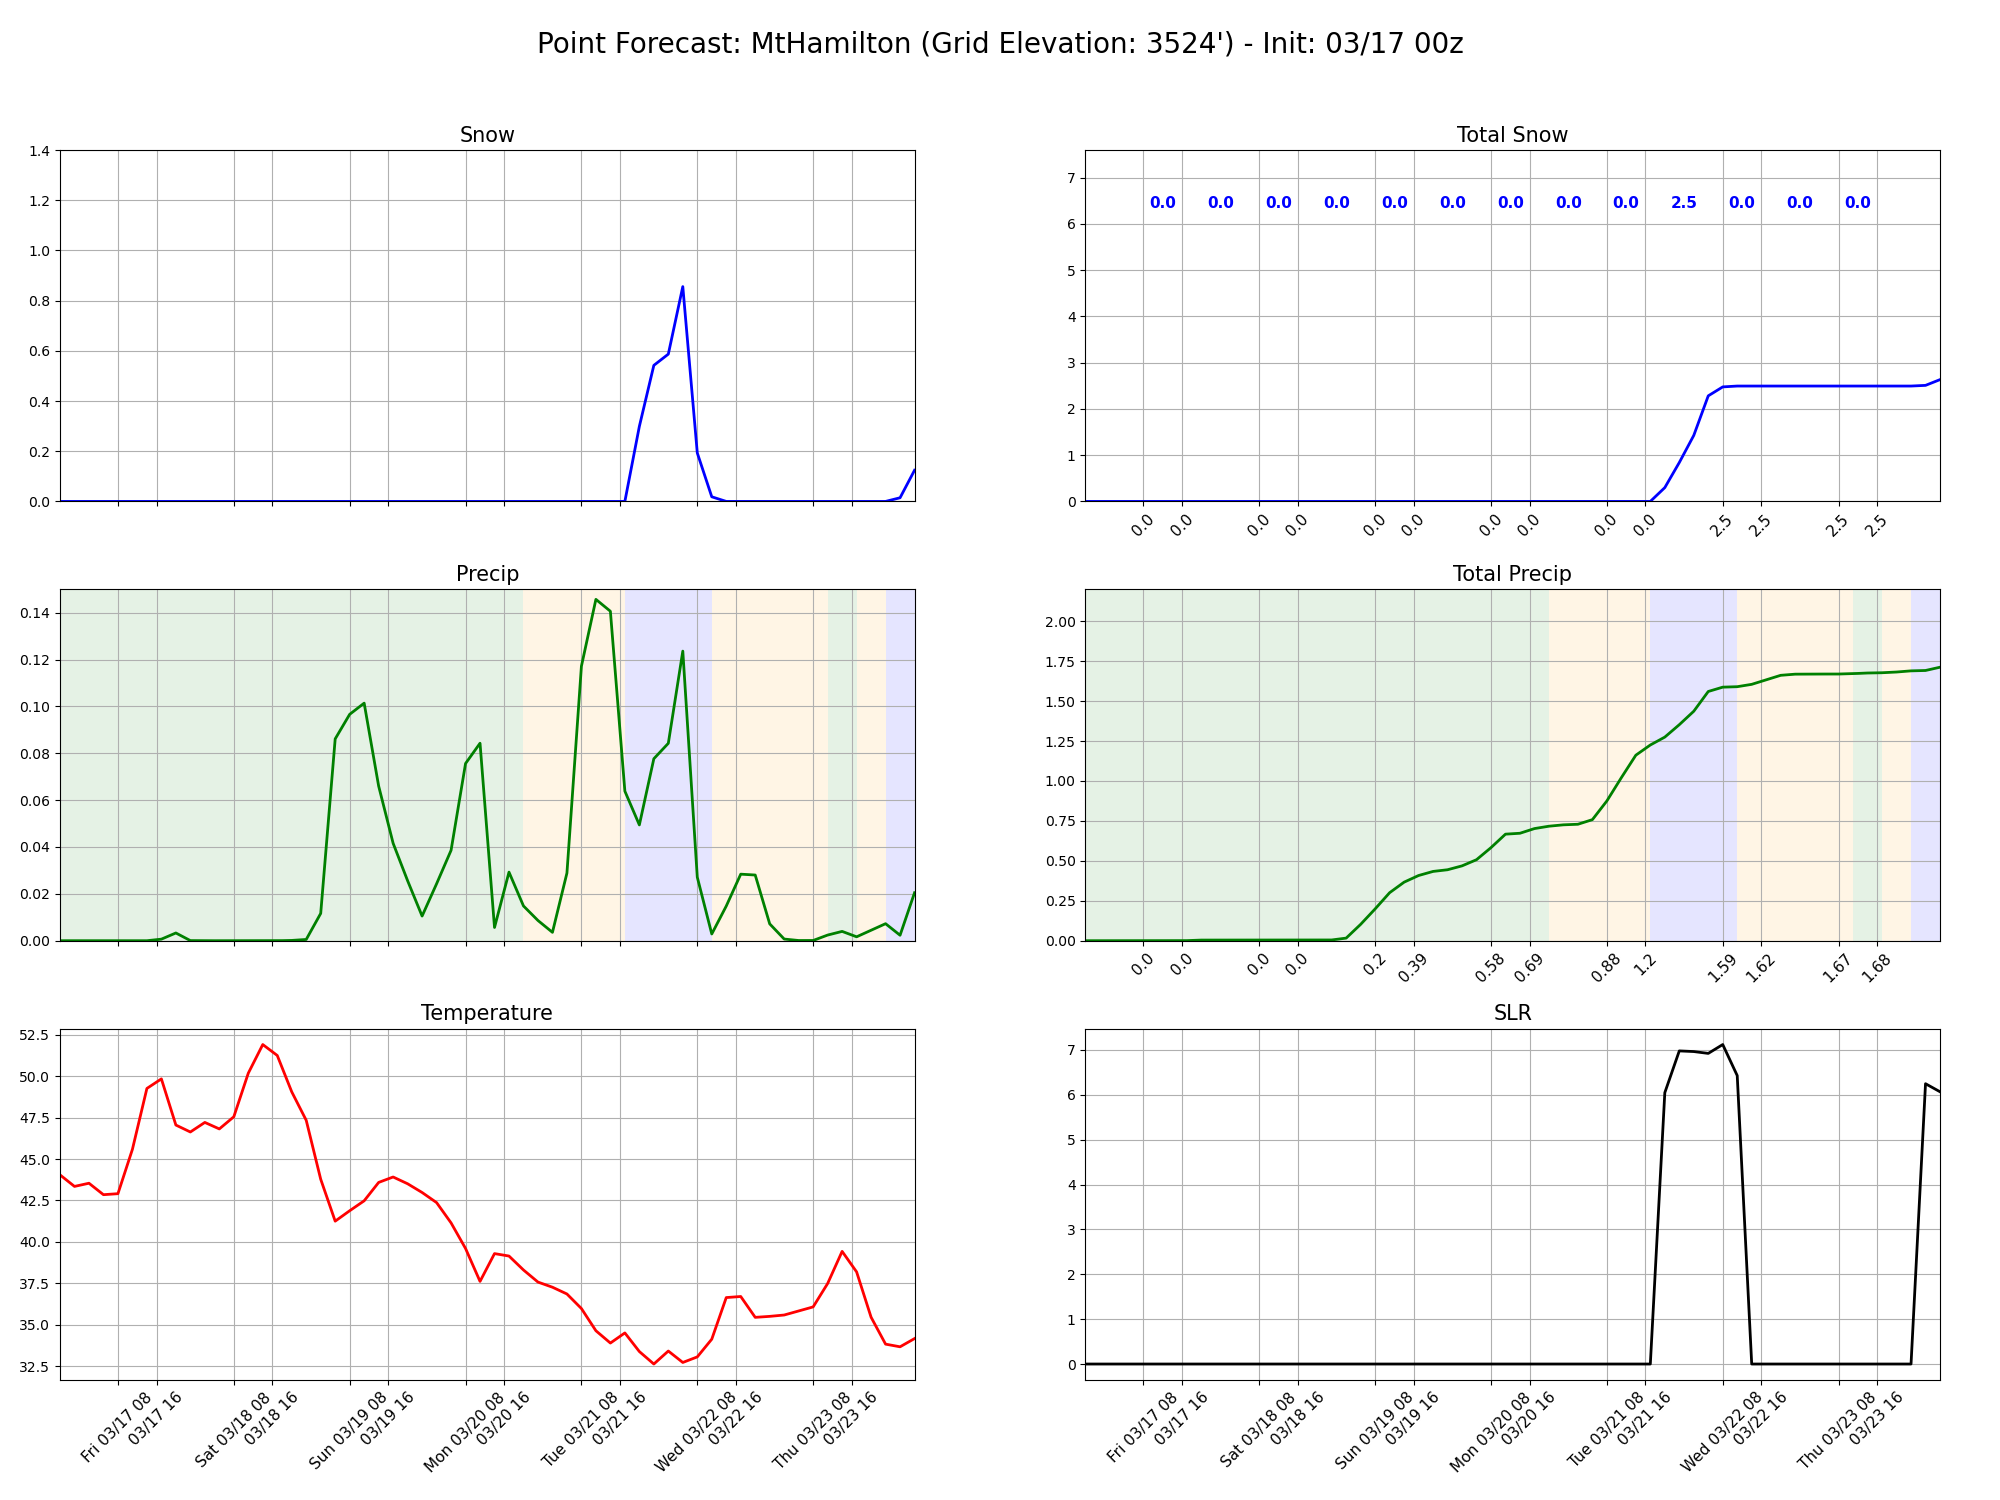 Point Forecast: MtHamilton (Grid Elevation: 3524') - Init: 03/17 00z
Snow
1.4
1.2
1.0
0.8
0.6
0.4
0.2
0.0
Total Snow
7
6
5
4
3
2
1
0
0.0 0.0 0.0 0.0 0.0 0.0 0.0 0.0 0.0 2.5 0.0 0.0 0.0
0.0 0.0 0.0 0.0 0.0 0.0 0.0 0.0 0.0 0.0 2.5 2.5 2.5 2.5
Precip
0.14
0.12
0.10
0.08
0.06
0.04
0.02
0.00
Total Precip
2.00
1.75
1.50
1.25
1.00
0.75
0.50
0.25
0.00
0.0 0.0 0.0 0.0 0.2 0.39 0.58 0.69 0.88 1.2 1.59 1.62 1.67 1.68
Temperature
52.5
50.0
47.5
45.0
42.5
40.0
37.5
35.0
32.5
Fri 03/17 08
03/17 16
Sat 03/18 08
03/18 16
Sun 03/19 08
03/19 16
Mon 03/20 08
03/20 16
Tue 03/21 08
03/21 16
Wed 03/22 08
03/22 16
Thu 03/23 08
03/23 16
SLR
7
6
5
4
3
2
1
0
Fri 03/17 08
03/17 16
Sat 03/18 08
03/18 16
Sun 03/19 08
03/19 16
Mon 03/20 08
03/20 16
Tue 03/21 08
03/21 16
Wed 03/22 08
03/22 16
Thu 03/23 08
03/23 16